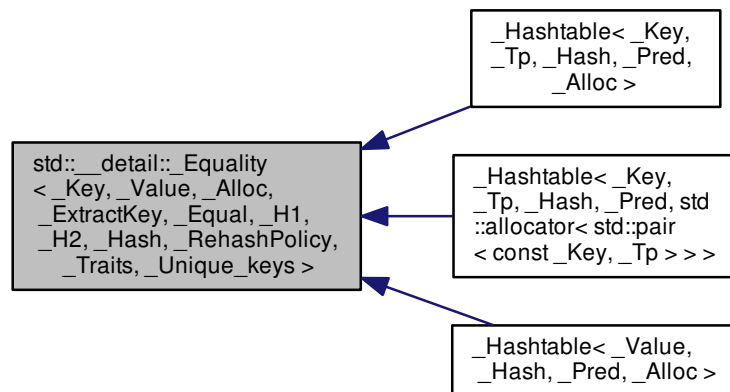 std::__detail::_Equality
< _Key, _Value, _Alloc,
_ExtractKey, _Equal, _H1,
_H2, _Hash, _RehashPolicy,
_Traits, _Unique_keys >
_Hashtable< _Key,
_Tp, _Hash, _Pred,
_Alloc >
_Hashtable< _Key,
_Tp, _Hash, _Pred, std
::allocator< std::pair
< const _Key, _Tp > > >
_Hashtable< _Value,
_Hash, _Pred, _Alloc >